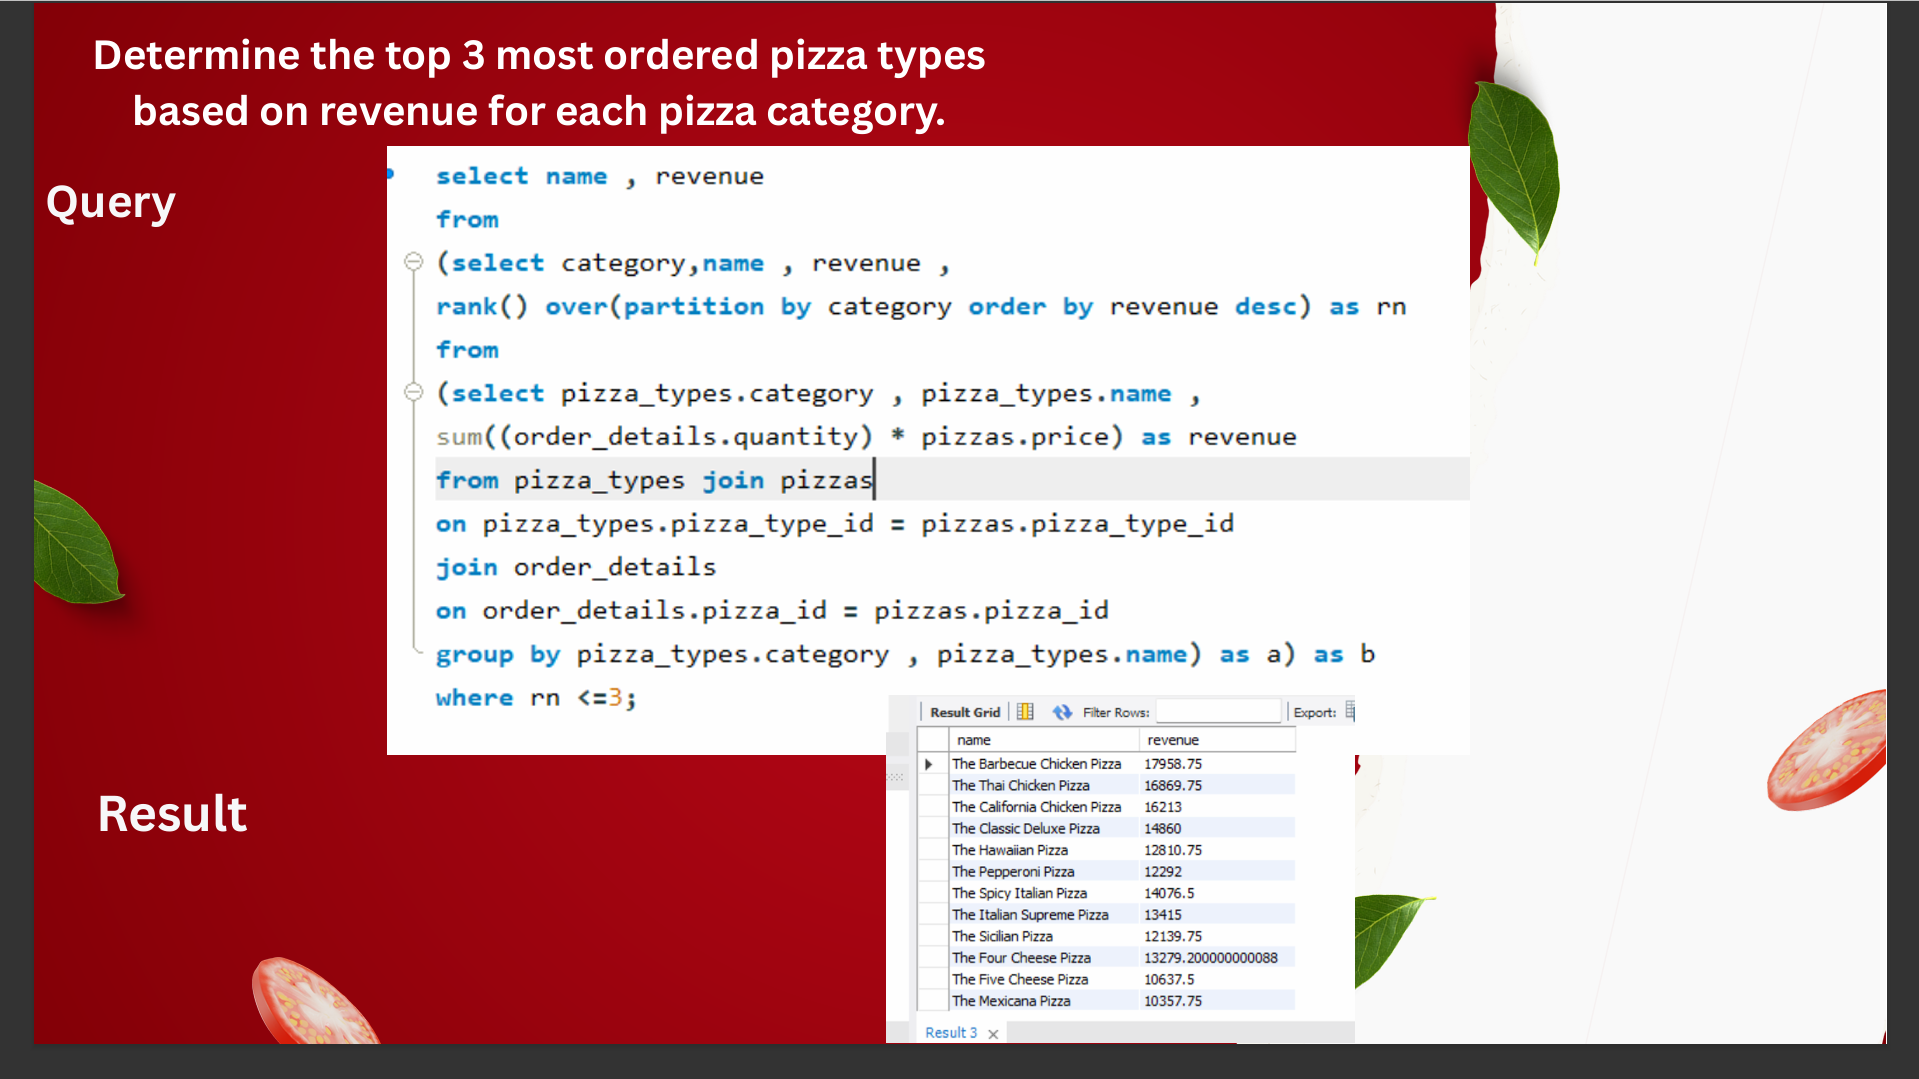 Determine the top 3 most ordered pizza types
based on revenue for each pizza category.
Query
select name , revenue
from
(select category,name , revenue ,
rank() over(partition by category order by revenue desc) as rn
from
(select pizza_types.category , pizza_types.name ,
sum((order_details.quantity) * pizzas.price) as revenue
from pizza_types join pizzas
on pizza_types.pizza_type_id = pizzas.pizza_type_id
join order_details
on order_details.pizza_id = pizzas.pizza_id
group by pizza_types.category , pizza_types.name) as a) as b
where rn <=3;
Result
Result Grid Filter Rows: Export:
name revenue
The Barbecue Chicken Pizza 17958.75
The Thai Chicken Pizza 16869.75
The California Chicken Pizza 16213
The Classic Deluxe Pizza 14860
The Hawaiian Pizza 12810.75
The Pepperoni Pizza 12292
The Spicy Italian Pizza 14076.5
The Italian Supreme Pizza 13415
The Sicilian Pizza 12139.75
The Four Cheese Pizza 13279.200000000088
The Five Cheese Pizza 10637.5
The Mexicana Pizza 10357.75
Result 3